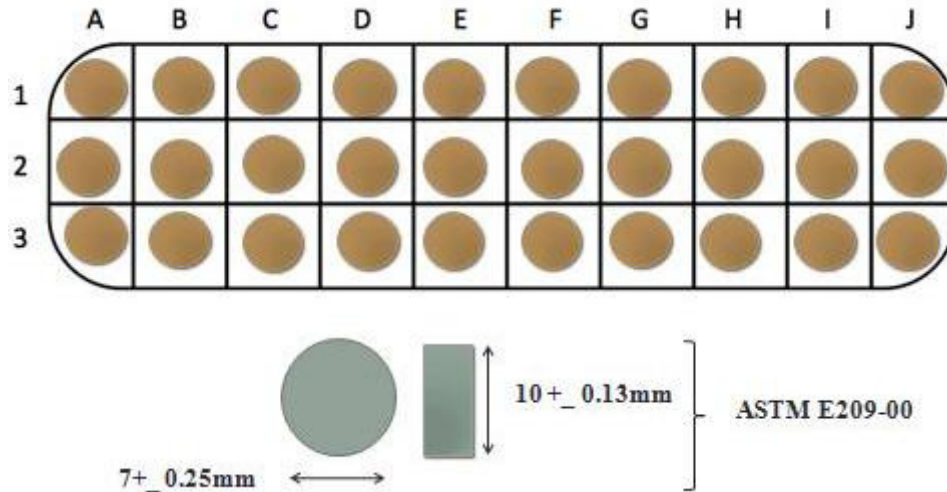 A B C D E F G H I J
1
2
3
10 +_ 0.13mm
ASTM E209-00
7+_ 0.25mm